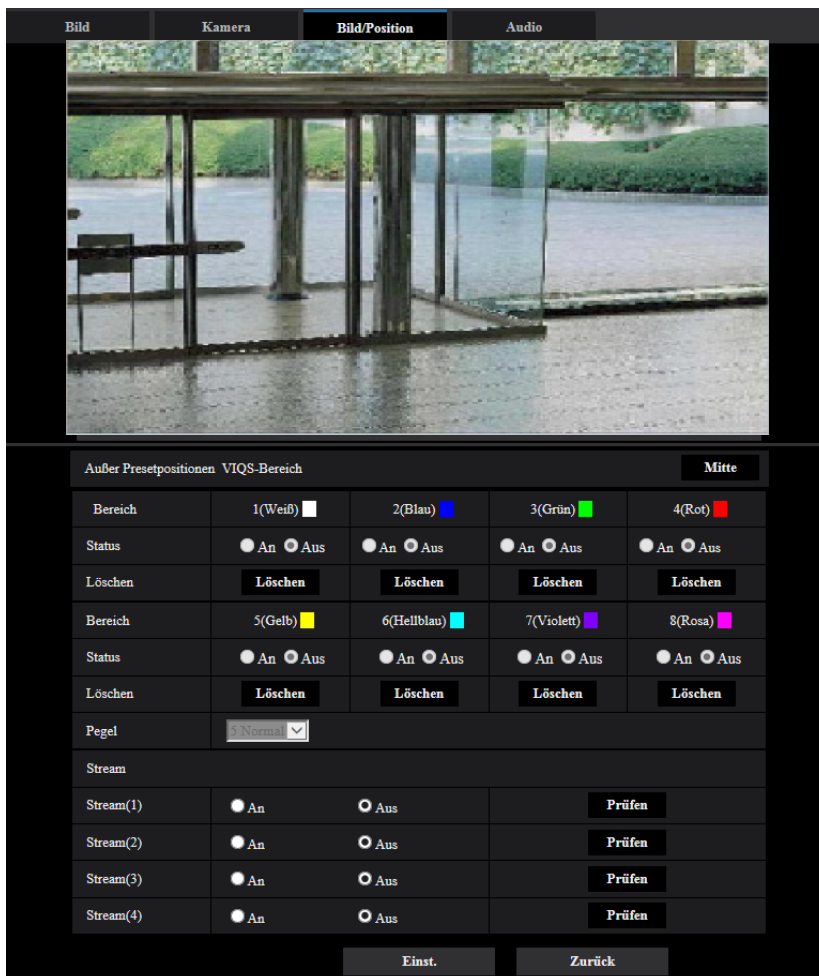 Bild Kamera Bild/Position Audio
Außer Presetpositionen VIQS-Bereich Mitte
Bereich 1(Weiß) 2(Blau) 3(Grün) 4(Rot)
Status An Aus An Aus An Aus An Aus
Löschen Löschen Löschen Löschen Löschen
Bereich 5(Gelb) 6(Hellblau) 7(Violett) 8(Rosa)
Status An Aus An Aus An Aus An Aus
Löschen Löschen Löschen Löschen Löschen
Pegel 5 Normal
Stream
Stream(1) An Aus Prüfen
Stream(2) An Aus Prüfen
Stream(3) An Aus Prüfen
Stream(4) An Aus Prüfen
Einst. Zurück